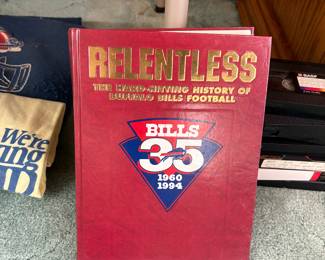 RELENTLESS
THE HARD-HITTING HISTORY OF
BUFFALO BILLS FOOTBALL
BILLS
35
1960
1994
We're